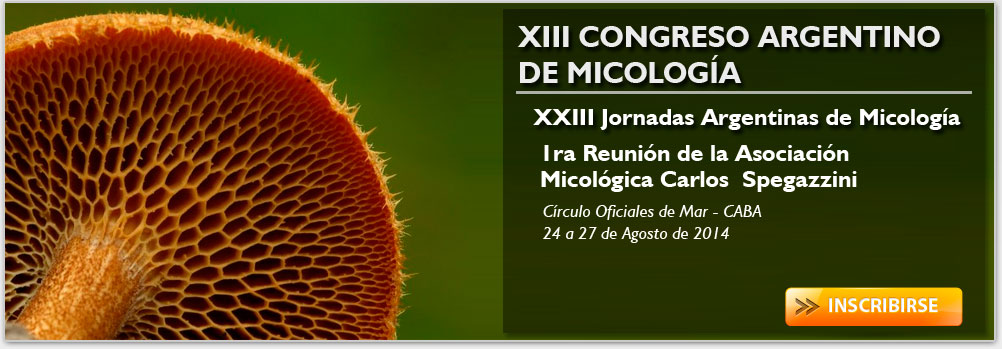 XIII CONGRESO ARGENTINO
DE MICOLOGÍA
XXIII Jornadas Argentinas de Micología
1ra Reunión de la Asociación
Micológica Carlos Spegazzini
Círculo Oficiales de Mar - CABA
24 a 27 de Agosto de 2014
INSCRIBIRSE